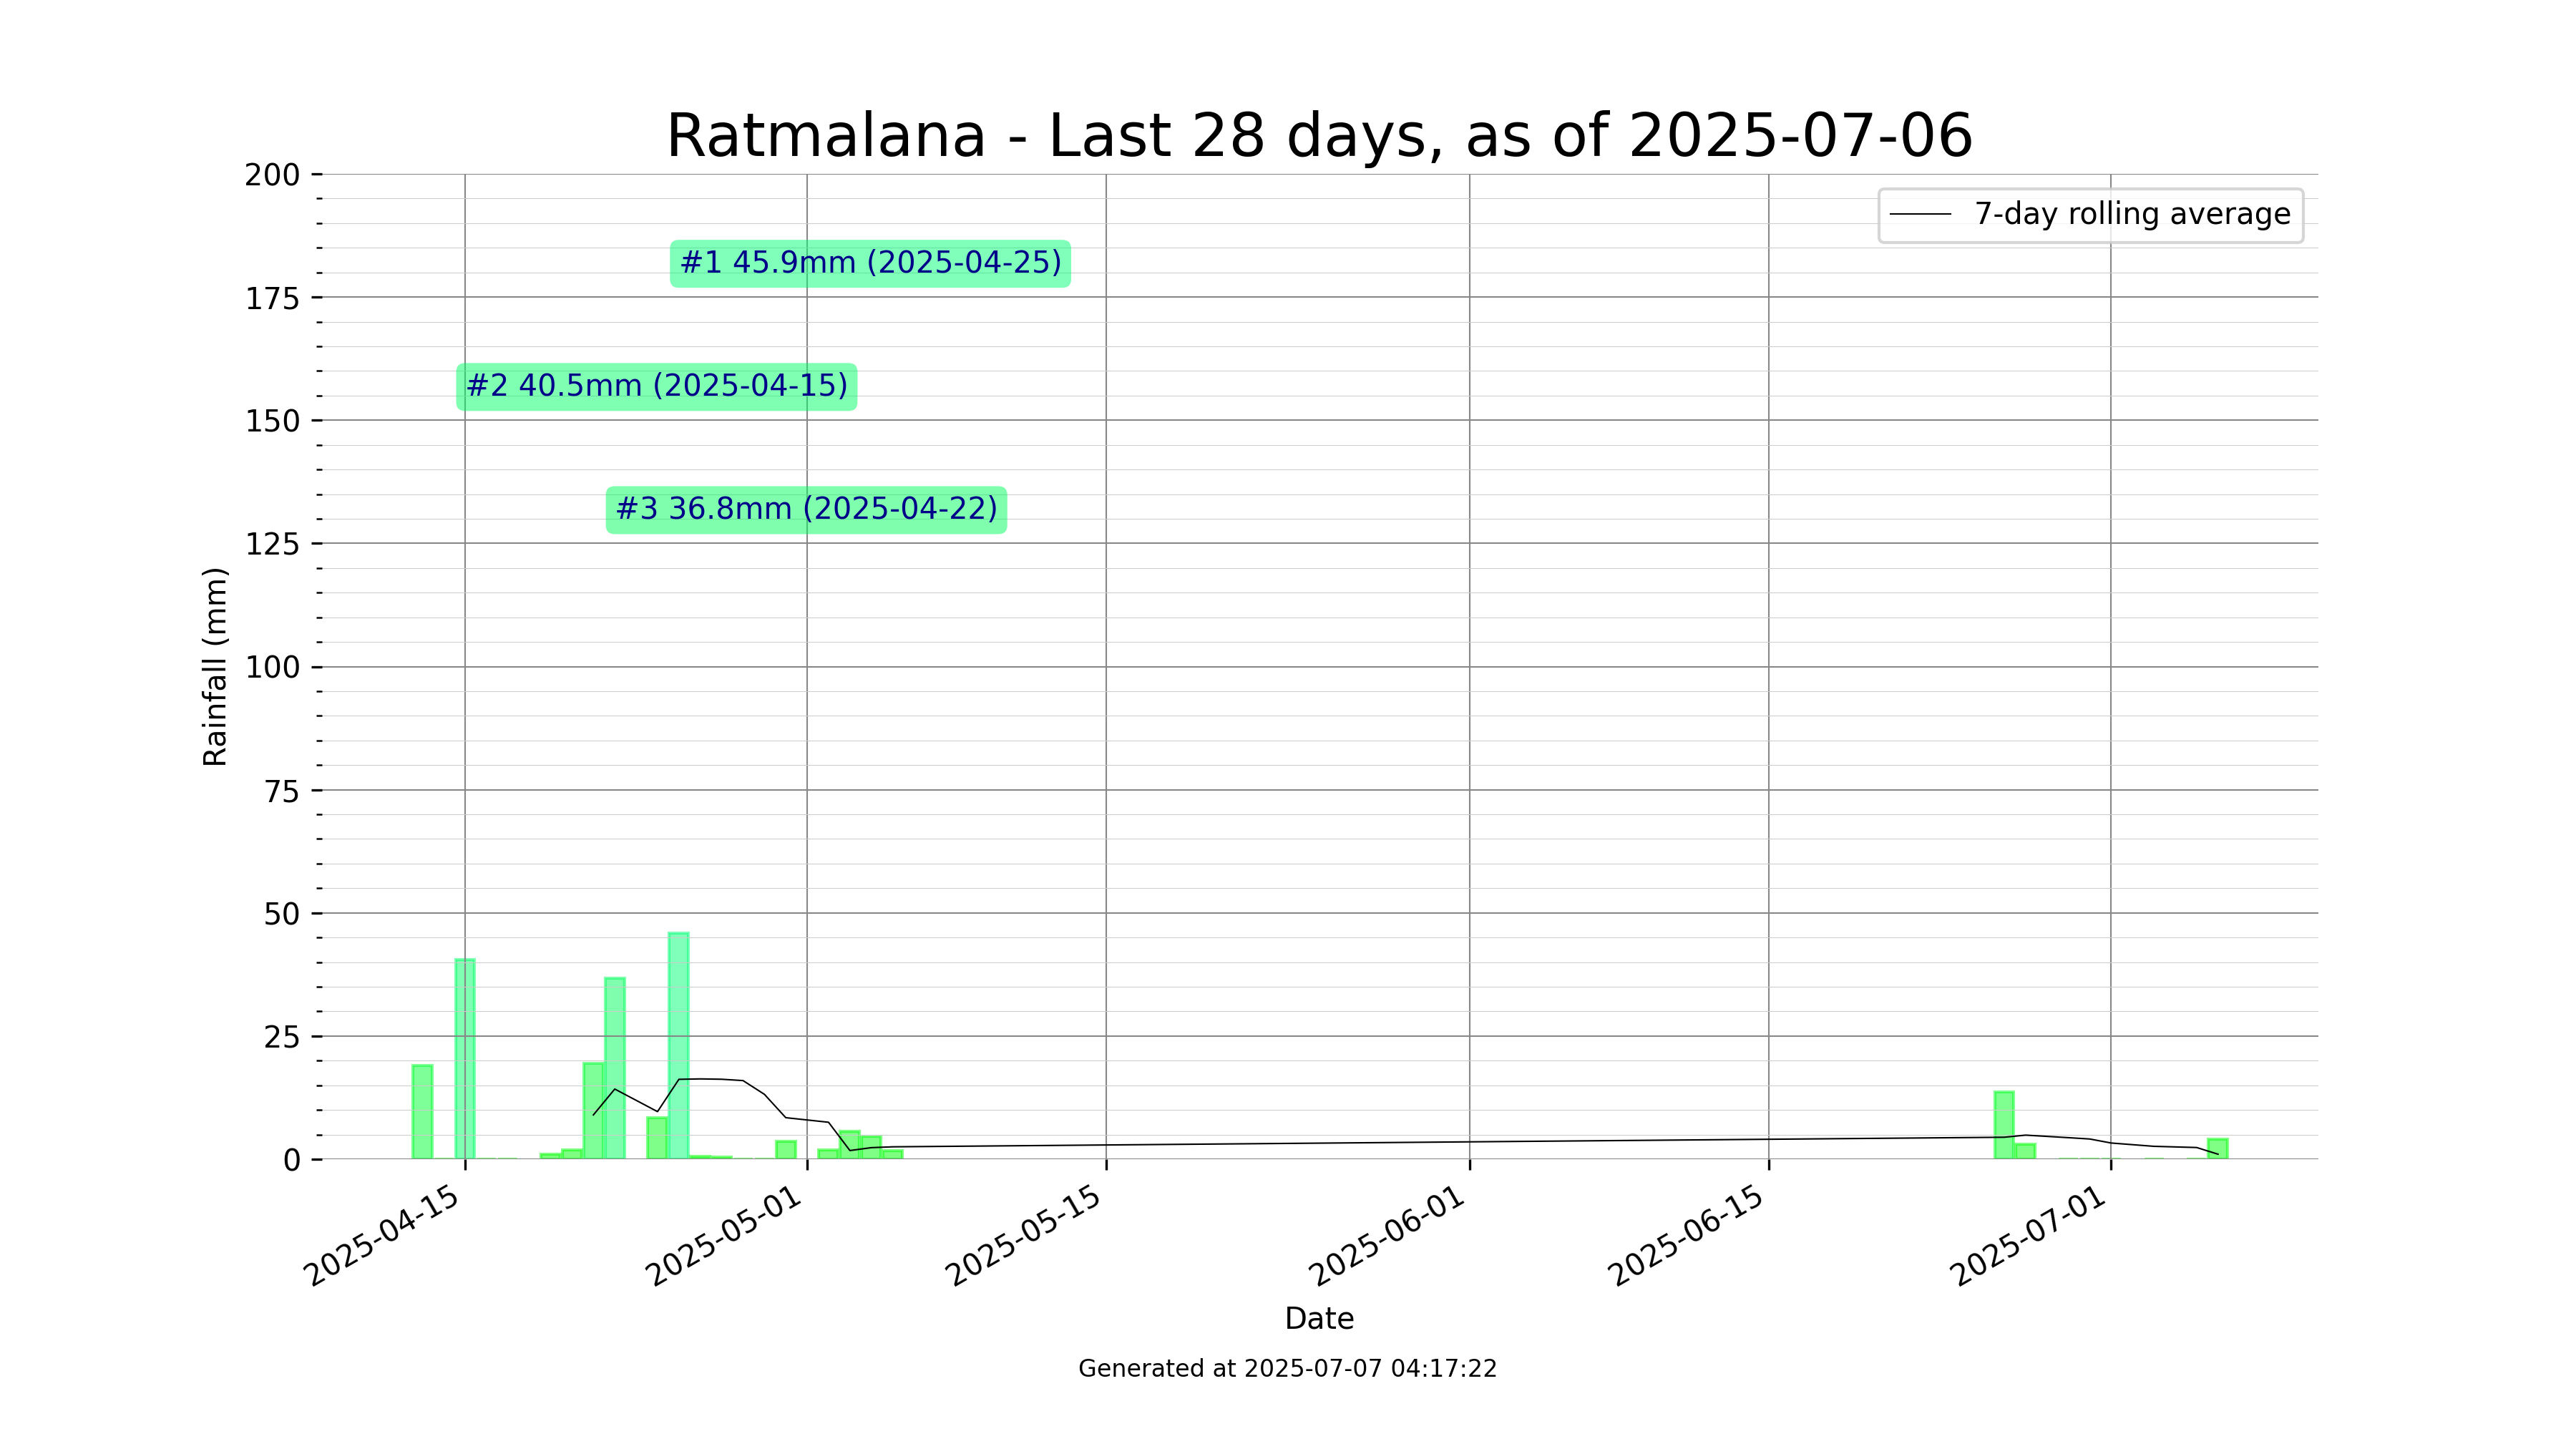 Ratmalana - Last 28 days, as of 2025-07-06
7-day rolling average
#1 45.9mm (2025-04-25)
#2 40.5mm (2025-04-15)
#3 36.8mm (2025-04-22)
Rainfall (mm)
200
175
150
125
100
75
50
25
0
2025-04-15
2025-05-01
2025-05-15
2025-06-01
2025-06-15
2025-07-01
Date
Generated at 2025-07-07 04:17:22